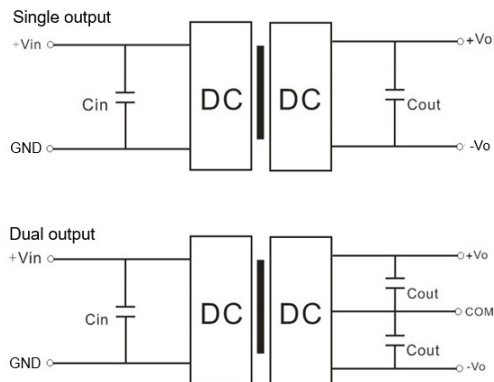 Single output
+Vin
+Vo
Cin
DC
DC
Cout
GND
-Vo
Dual output
+Vin
+Vo
Cout
Cin
DC
DC
COM
Cout
GND
-Vo